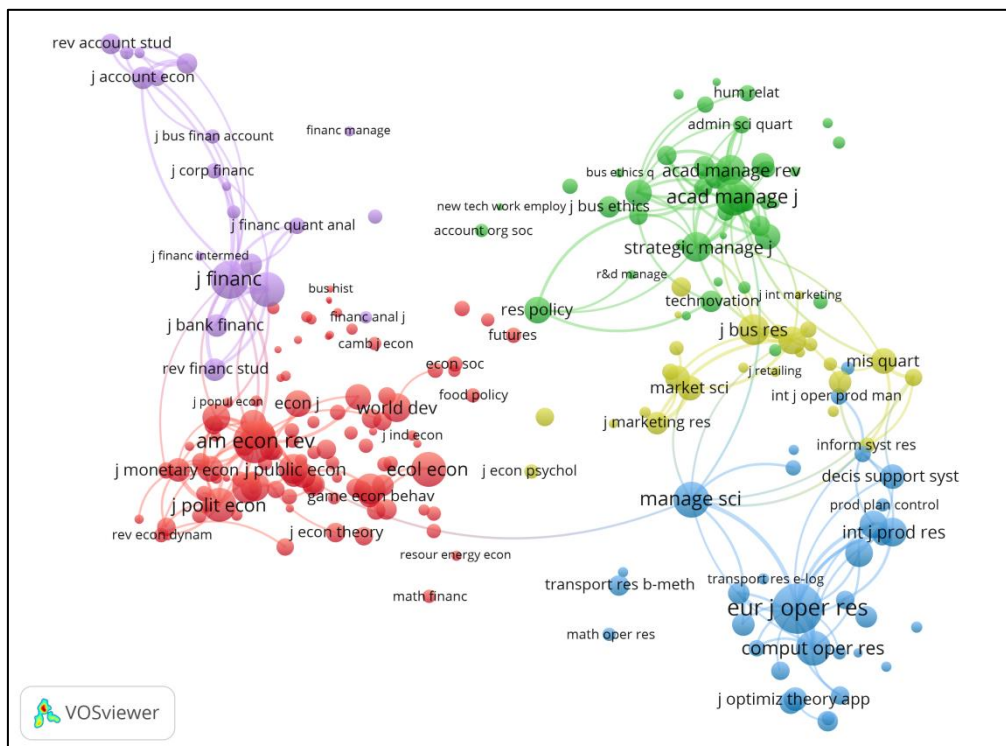 rev account stud
j account econ
hum relat
admin sci quart
financ manage
j bus finan account
j corp financ
bus ethics q
acad manage rev
acad manage j
new tech work employ
j bus ethics
j financ quant anal
account org soc
strategic manage j
j financ intermed
j financ
r&d manage
bus hist
j int marketing
technovation
res policy
financ anal j
j bank financ
futures
j bus res
camb j econ
mis quart
econ soc
rev financ stud
j retailing
market sci
int j oper prod man
food policy
j popul econ
econ j
world dev
j marketing res
j ind econ
am econ rev
inform syst res
j monetary econ
j public econ
ecol econ
j econ psychol
decis support syst
game econ behav
manage sci
j polit econ
prod plan control
rev econ dynam
j econ theory
int j prod res
resour energy econ
transport res e-log
transport res b-meth
math financ
eur j oper res
math oper res
comput oper res
j optimiz theory app
VOSviewer